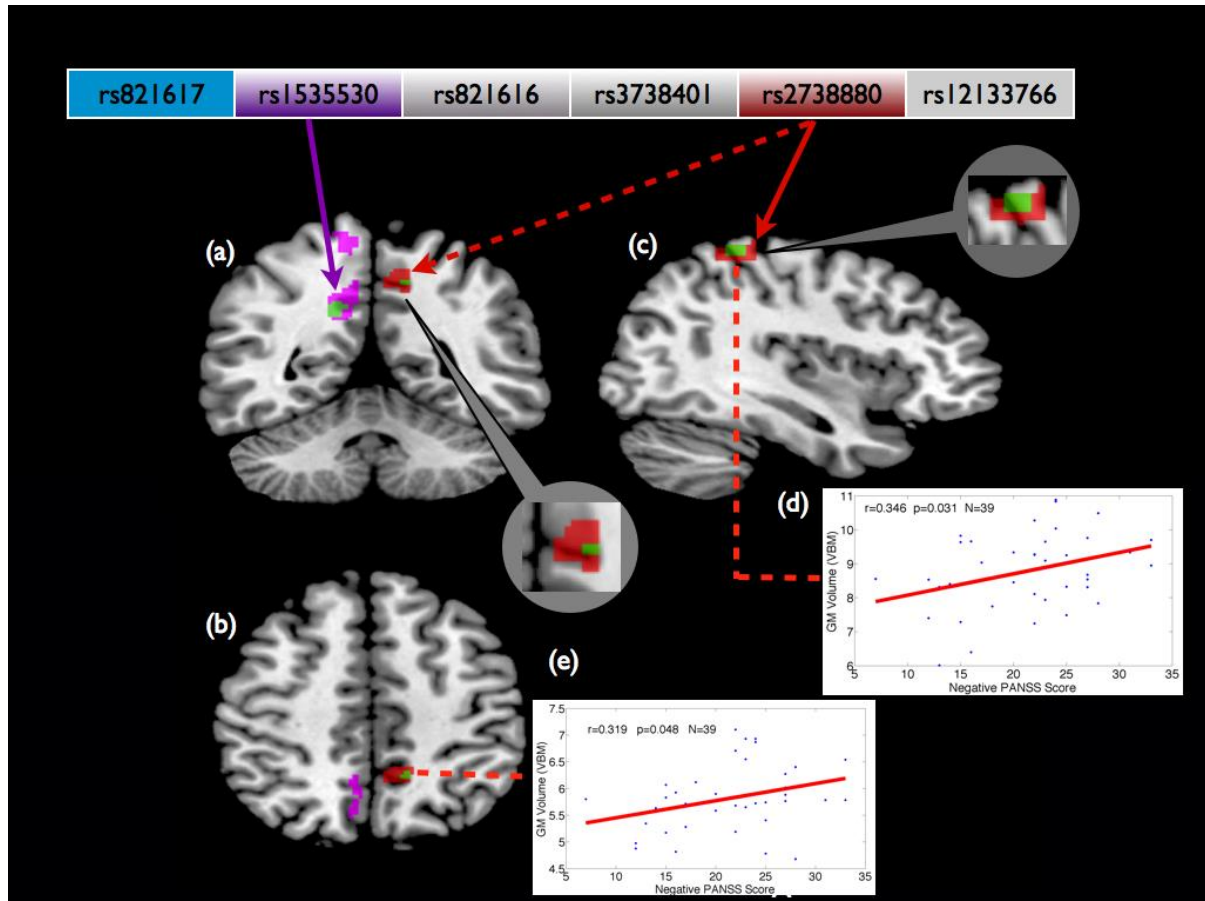 rs821617 rs1535530 rs821616 rs3738401 rs2738880 rs12133766
(a)
(c)
(d)
r=0.346 p=0.031 N=39
GM Volume (VBM)
11
10
9
8
7
6
5 10 15 20 25 30 35
Negative PANSS Score
(b)
(e)
r=0.319 p=0.048 N=39
GM Volume (VBM)
7.5
7
6.5
6
5.5
5
4.5
5 10 15 20 25 30 35
Negative PANSS Score